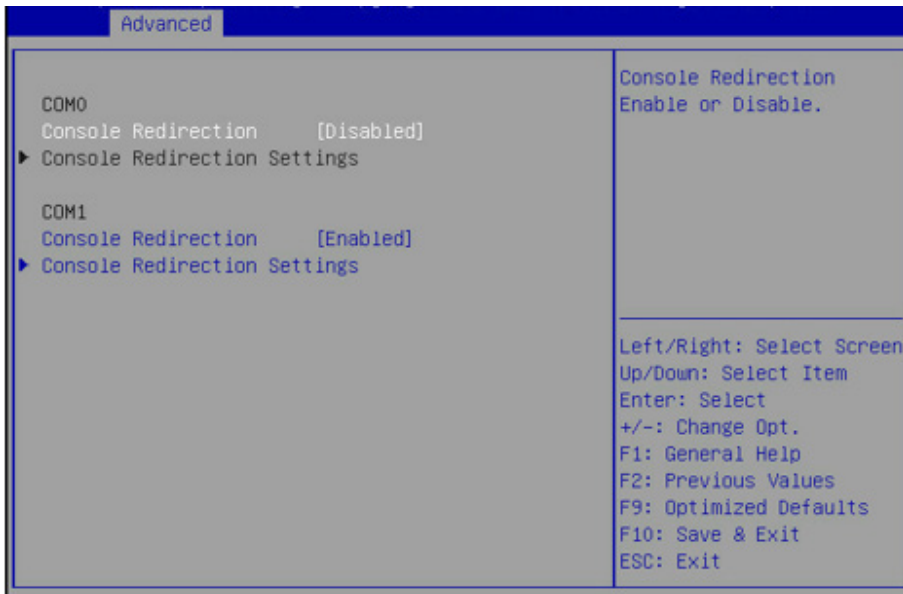 Advanced
COM0
Console Redirection [Disabled]
Console Redirection Settings
COM1
Console Redirection [Enabled]
Console Redirection Settings
Console Redirection
Enable or Disable.
Left/Right: Select Screen
Up/Down: Select Item
Enter: Select
+/-: Change Opt.
F1: General Help
F2: Previous Values
F9: Optimized Defaults
F10: Save & Exit
ESC: Exit